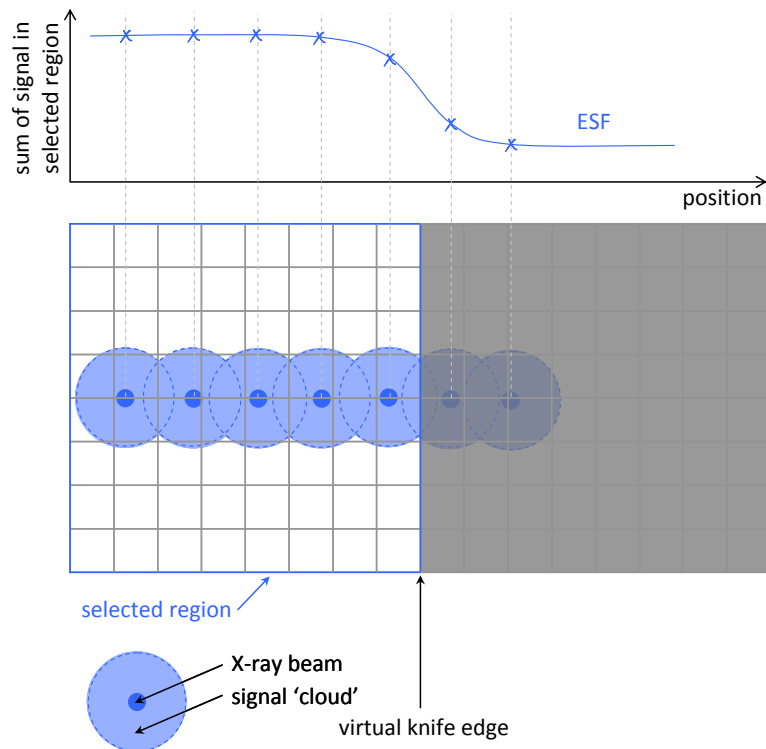 sum of signal in
selected region
ESF
position
selected region
X-ray beam
signal ‘cloud’
virtual knife edge